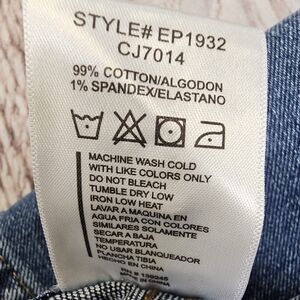 STYLE# EP1932
CJ7014
99% COTTON/ALGODON
1% SPANDEX/ELASTANO
MACHINE WASH COLD
WITH LIKE COLORS ONLY
DO NOT BLEACH
TUMBLE DRY LOW
IRON LOW HEAT
LAVAR A MAQUINA EN
AGUA FRIA CON COLORES
SIMILARES SOLAMENTE
SECAR A BAJA
TEMPERATURA
NO USAR BLANQUEADOR
PLANCHA TIBIA
HECHO EN CHINA